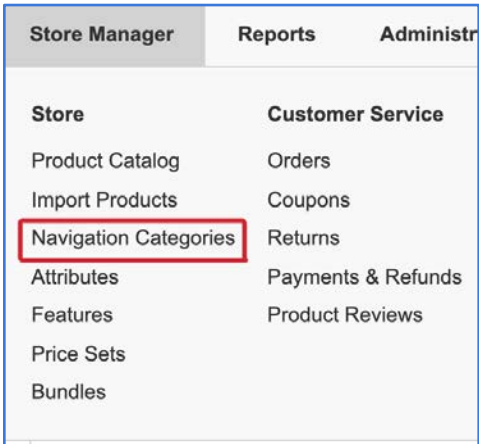 Store Manager
Reports
Administr
Store
Product Catalog
Import Products
Navigation Categories
Attributes
Features
Price Sets
Bundles
Customer Service
Orders
Coupons
Returns
Payments & Refunds
Product Reviews